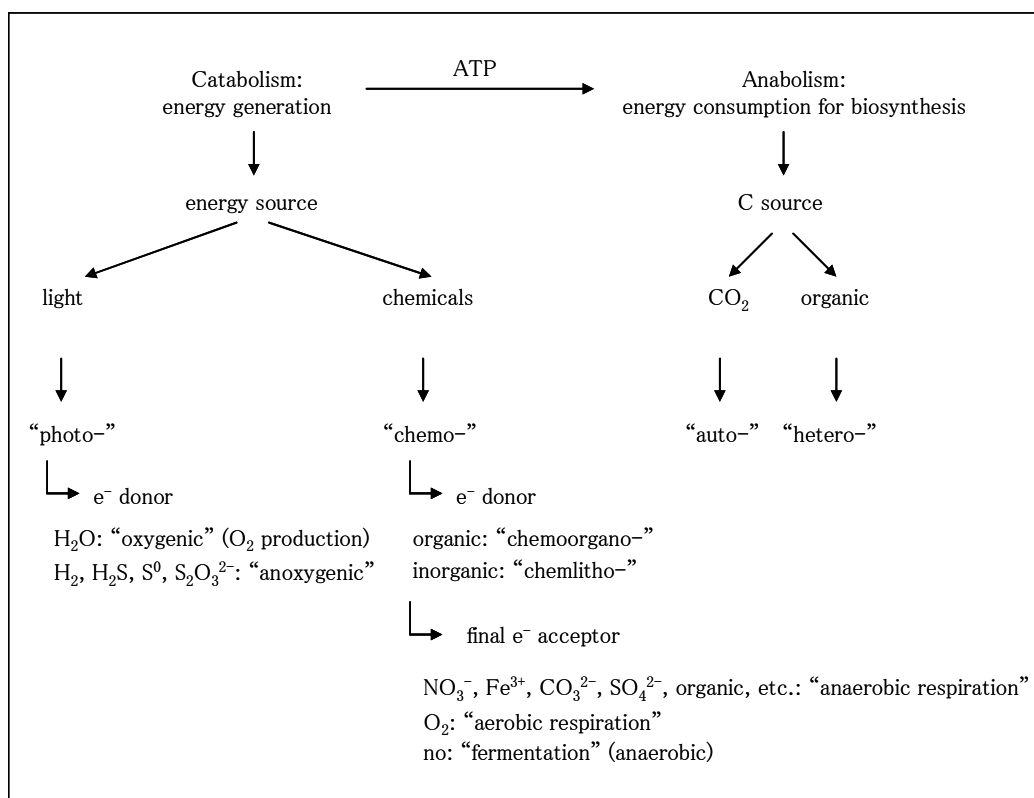 ATP
Catabolism:
energy generation
Anabolism:
energy consumption for biosynthesis
energy source
C source
light
chemicals
CO₂
organic
“photo−”
“chemo−”
“auto−”
“hetero−”
e⁻ donor
H₂O: “oxygenic” (O₂ production)
H₂, H₂S, S⁰, S₂O₃²⁻: “anoxygenic”
e⁻ donor
organic: “chemoorgano−”
inorganic: “chemlitho−”
final e⁻ acceptor
NO₃⁻, Fe³⁺, CO₃²⁻, SO₄²⁻, organic, etc.: “anaerobic respiration”
O₂: “aerobic respiration”
no: “fermentation” (anaerobic)